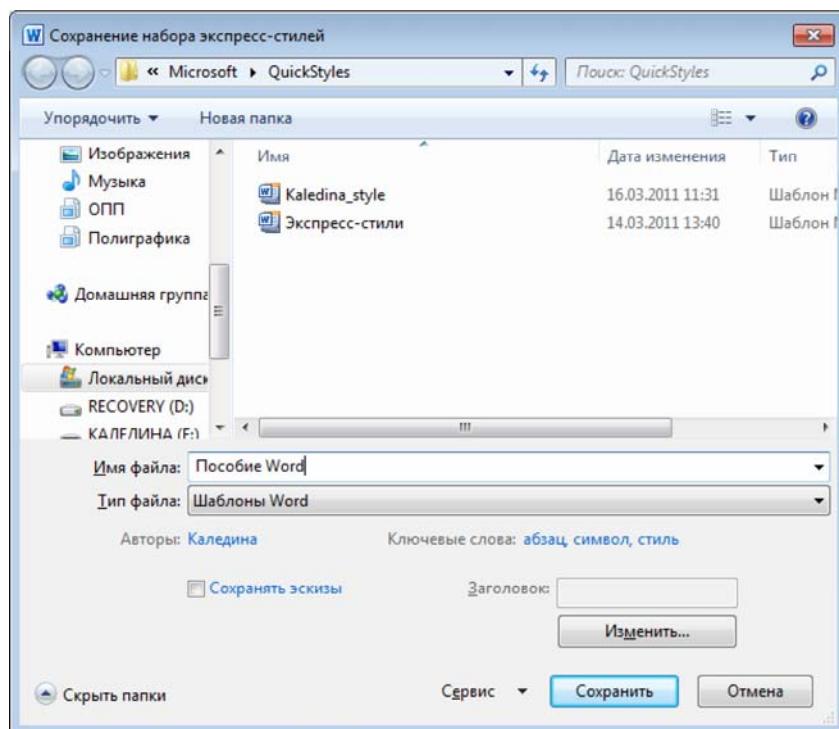 Сохранение набора экспресс-стилей
« Microsoft ▸ QuickStyles
Поиск: QuickStyles
Упорядочить Новая папка
Изображения
Музыка
ОПП
Полиграфика
Домашняя группа
Компьютер
Локальный диск
RECOVERY (D:)
КАЛЕДИНА (F:)
Имя Дата изменения Тип
Kaledina_style 16.03.2011 11:31 Шаблон
Экспресс-стили 14.03.2011 13:40 Шаблон
Имя файла: Пособие Word
Тип файла: Шаблоны Word
Авторы: Каледина Ключевые слова: абзац, символ, стиль
Сохранять эскизы Заголовок:
Изменить...
Скрыть папки Сервис Сохранить Отмена